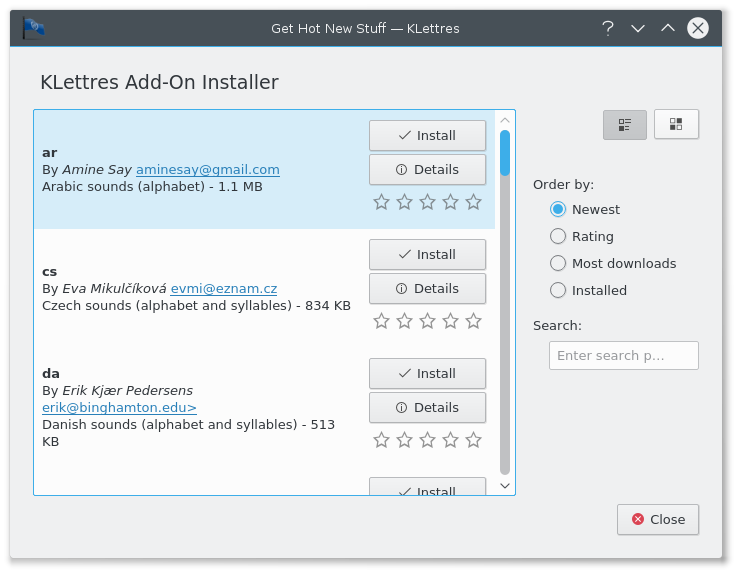 Get Hot New Stuff — KLettres
KLettres Add-On Installer
ar
By Amine Say aminesay@gmail.com
Arabic sounds (alphabet) - 1.1 MB
Install
Details
cs
By Eva Mikulčíková evmi@eznam.cz
Czech sounds (alphabet and syllables) - 834 KB
Install
Details
da
By Erik Kjær Pedersens
erik@binghamton.edu>
Danish sounds (alphabet and syllables) - 513
KB
Install
Details
Install
Order by:
Newest
Rating
Most downloads
Installed
Search:
Enter search p...
Close